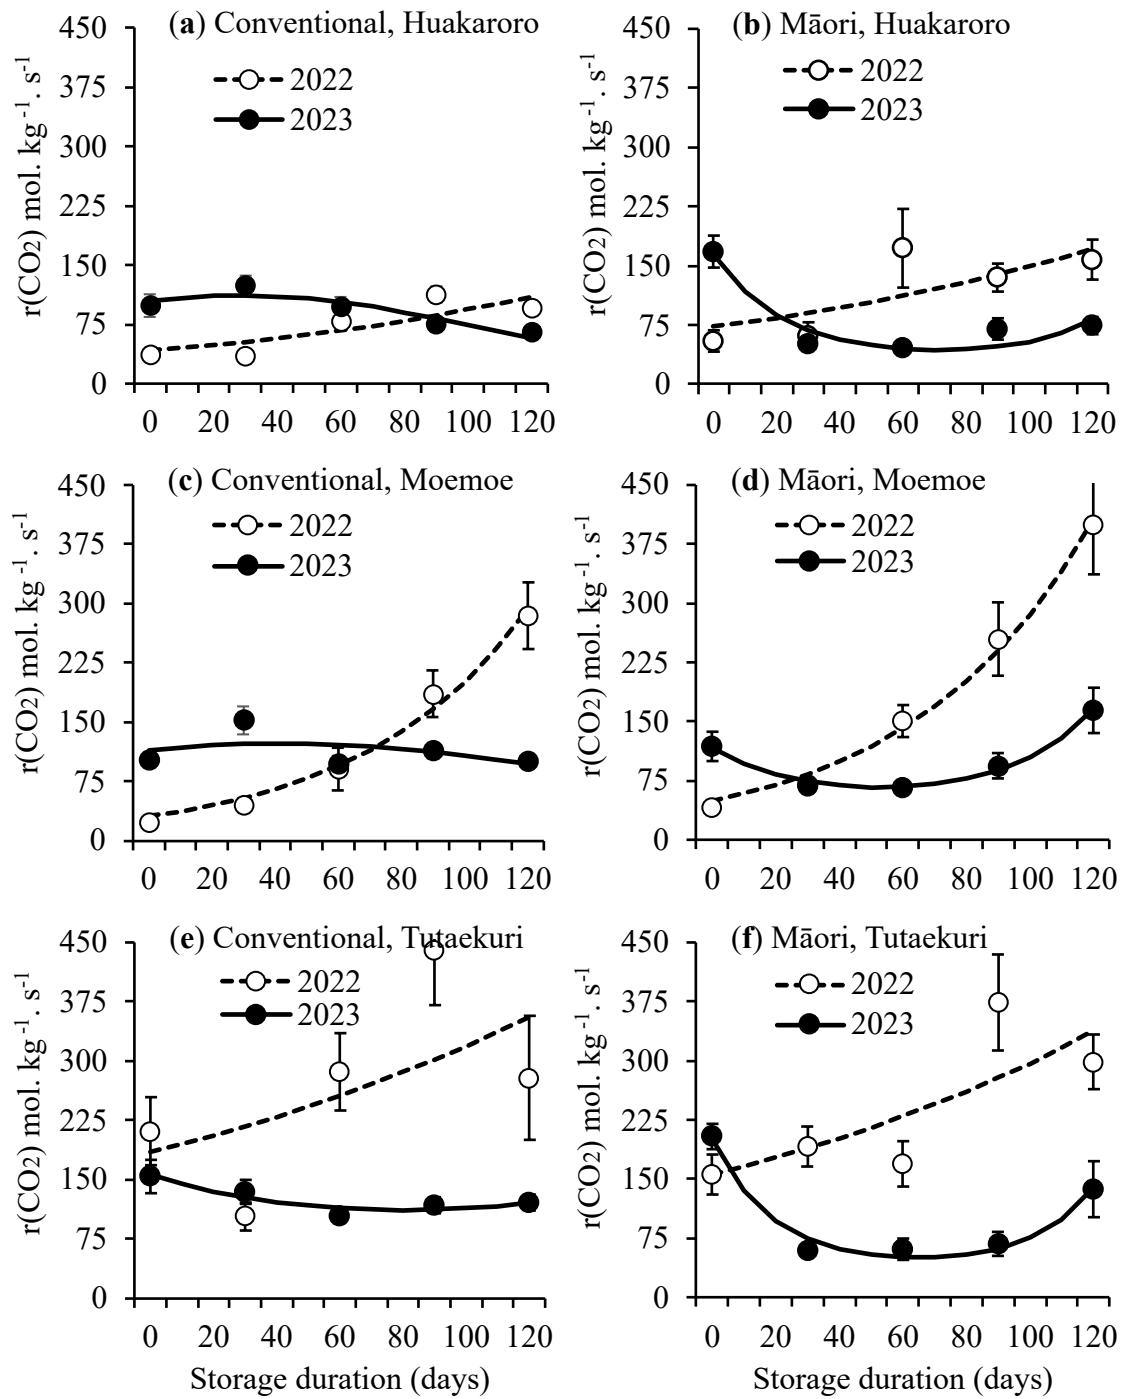 (a) Conventional, Huakaroro
r(CO2) mol. kg-1. s-1
450
375
300
225
150
75
0
2022
2023
0 20 40 60 80 100 120
(b) Māori, Huakaroro
r(CO2) mol. kg-1. s-1
450
375
300
225
150
75
0
2022
2023
0 20 40 60 80 100 120
(c) Conventional, Moemoe
r(CO2) mol. kg-1. s-1
450
375
300
225
150
75
0
2022
2023
0 20 40 60 80 100 120
(d) Māori, Moemoe
r(CO2) mol. kg-1. s-1
450
375
300
225
150
75
0
2022
2023
0 20 40 60 80 100 120
(e) Conventional, Tutaekuri
r(CO2) mol. kg-1. s-1
450
375
300
225
150
75
0
2022
2023
0 20 40 60 80 100 120
Storage duration (days)
(f) Māori, Tutaekuri
r(CO2) mol. kg-1. s-1
450
375
300
225
150
75
0
2022
2023
0 20 40 60 80 100 120
Storage duration (days)